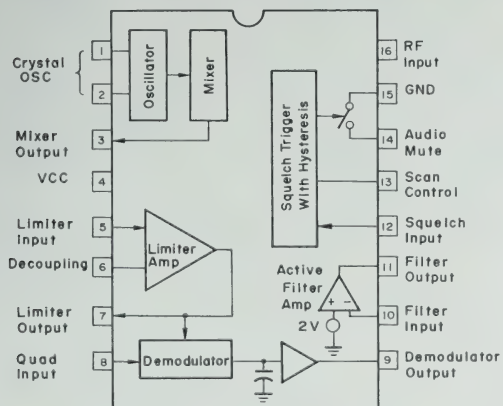 1
Crystal
OSC
2
Oscillator
Mixer
Mixer
Output
3
VCC
4
Limiter
Input
5
Decoupling
6
Limiter
Amp
Limiter
Output
7
Quad
Input
8
Demodulator
16
RF
Input
15
GND
14
Audio
Mute
Squelch Trigger
With Hysteresis
13
Scan
Control
12
Squelch
Input
11
Filter
Output
Active
Filter
Amp
+ -
2V
10
Filter
Input
9
Demodulator
Output